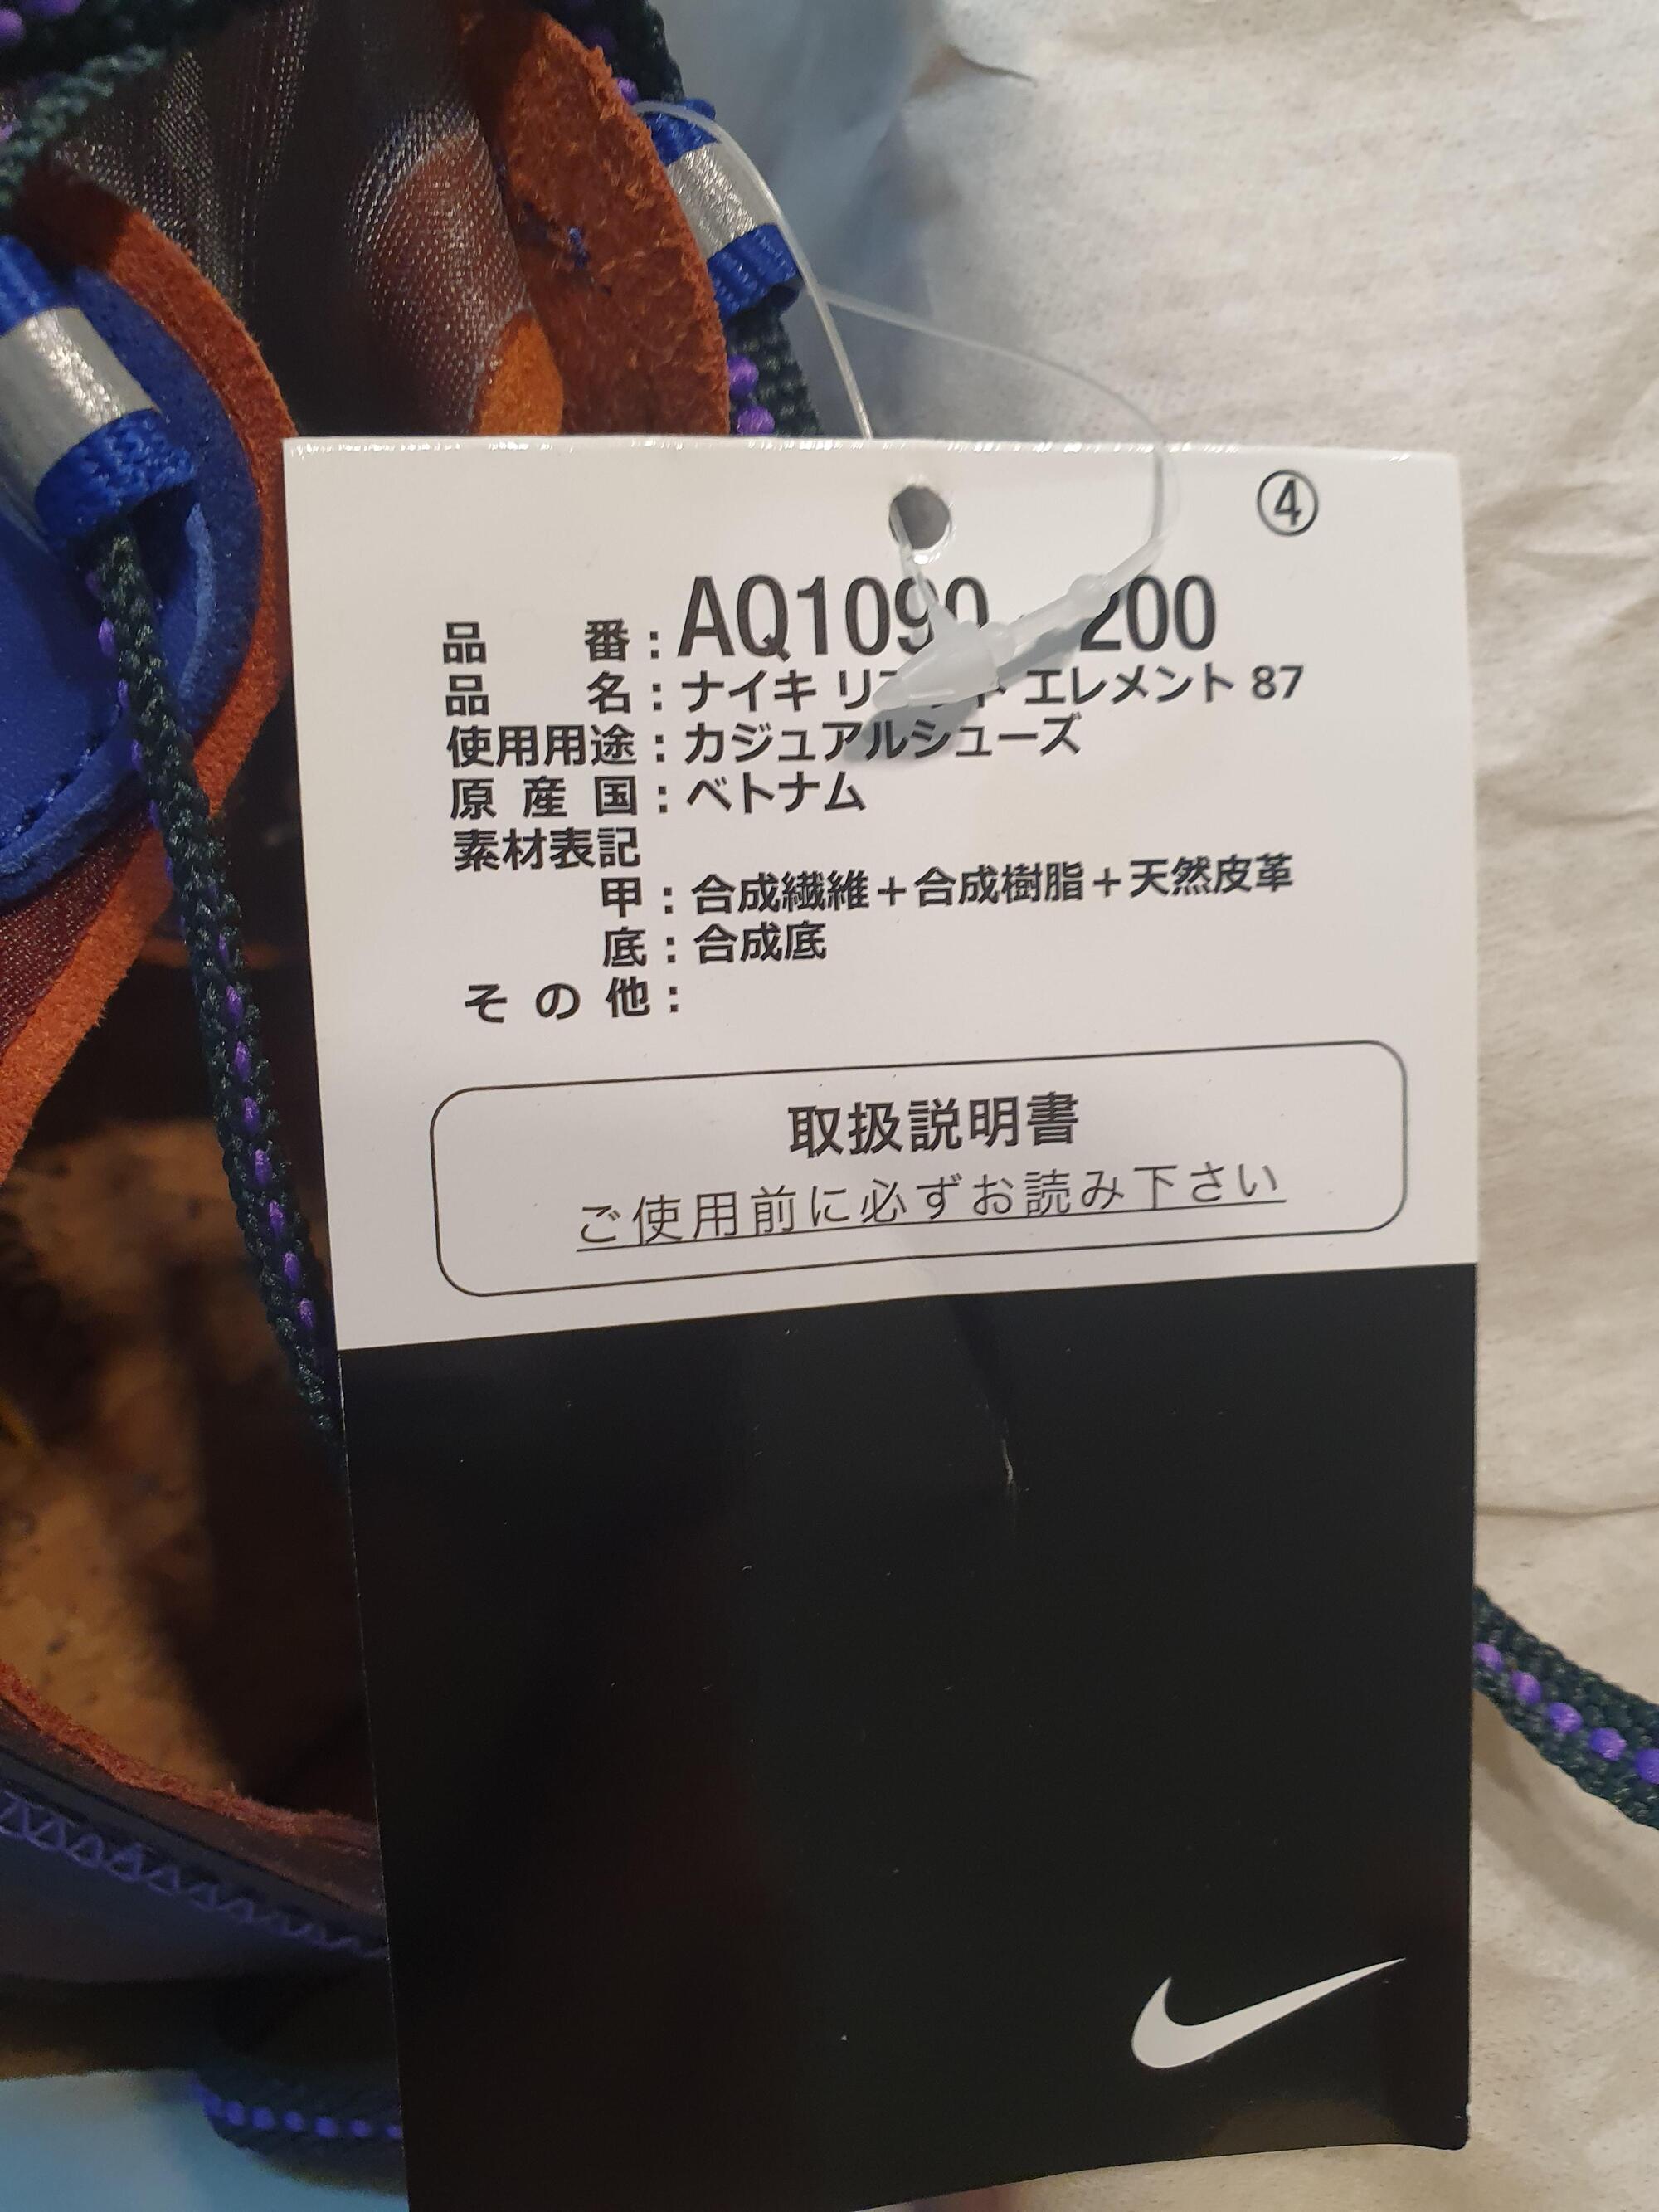 ④
品 番：AQ1090 200
品 名：ナイキ エレメント 87
使用用途：カジュアルシューズ
原産国：ベトナム
素材表記
甲：合成繊維＋合成樹脂＋天然皮革
底：合成底
その他：
取扱説明書
ご使用前に必ずお読み下さい